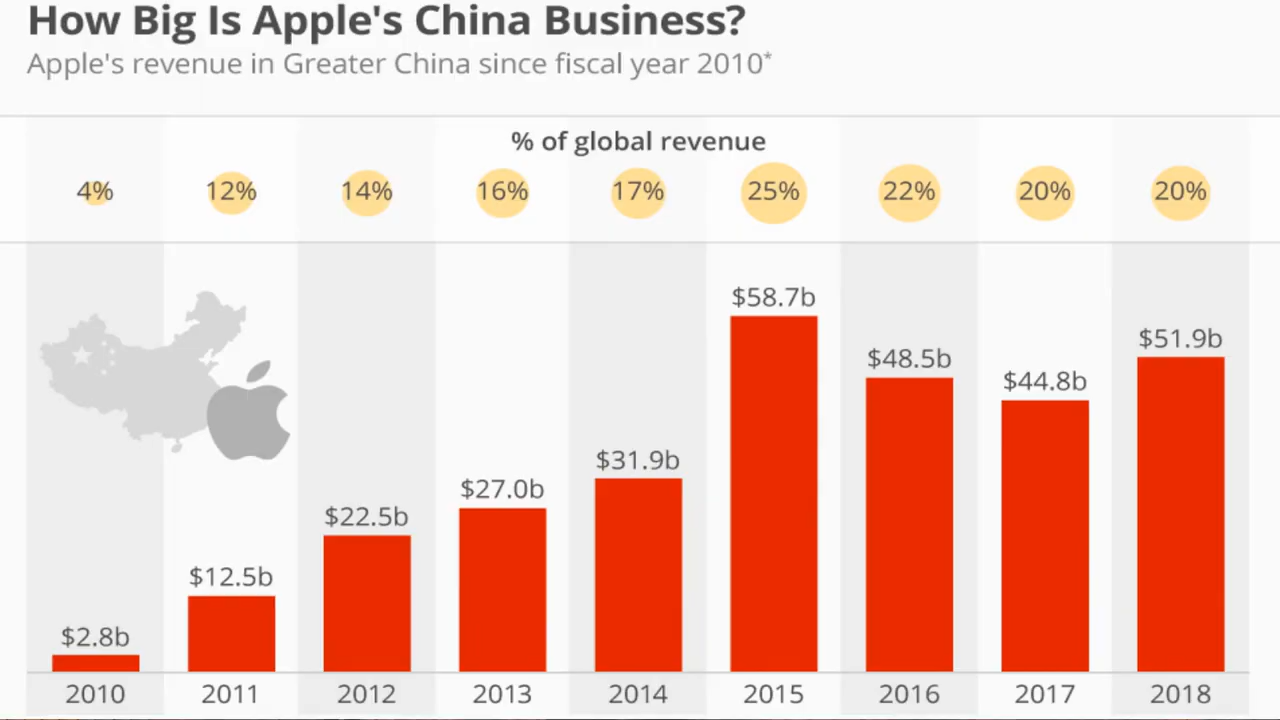 How Big Is Apple's China Business?
Apple's revenue in Greater China since fiscal year 2010*
% of global revenue
4% 12% 14% 16% 17% 25% 22% 20% 20%
$2.8b $12.5b $22.5b $27.0b $31.9b $58.7b $48.5b $44.8b $51.9b
2010 2011 2012 2013 2014 2015 2016 2017 2018